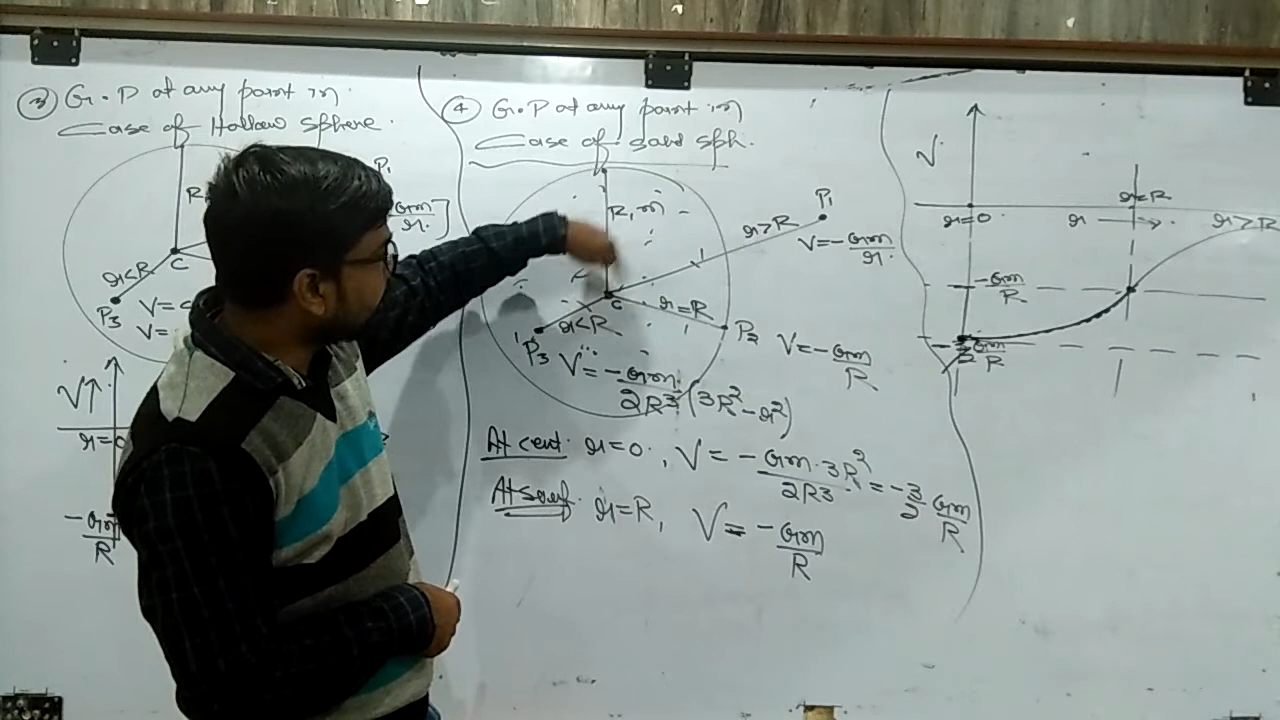 ③ G.P at any point in
Case of Hollow Sphere.
P₁
R,
Gm/r]
r<R
C
P₃
V=
V=
V↑
r=0
-Gm/R
④ G.P at any point in
Case of solid Sph.
R, m
r>R
P₁
V=-Gm/r.
C
r=R
P₂
V=-Gm/R
r<R
P₃
V=-Gm/2R³(3R²-r²)
At cent. r=0., V=-Gm.3R²/2R3.=-3/2 Gm/R
At surf. r=R, V=-Gm/R
V.
r=R
r=0.
r
r>R
-Gm/R
Gm/R